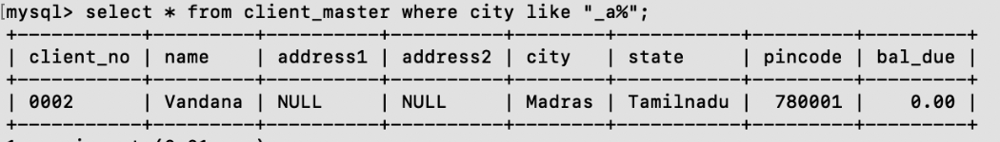 [mysql> select * from client_master where city like "_a%";
+-----------+---------+----------+----------+--------+-----------+---------+---------+
| client_no | name    | address1 | address2 | city   | state     | pincode | bal_due |
+-----------+---------+----------+----------+--------+-----------+---------+---------+
| 0002      | Vandana | NULL     | NULL     | Madras | Tamilnadu |  780001 |    0.00 |
+-----------+---------+----------+----------+--------+-----------+---------+---------+